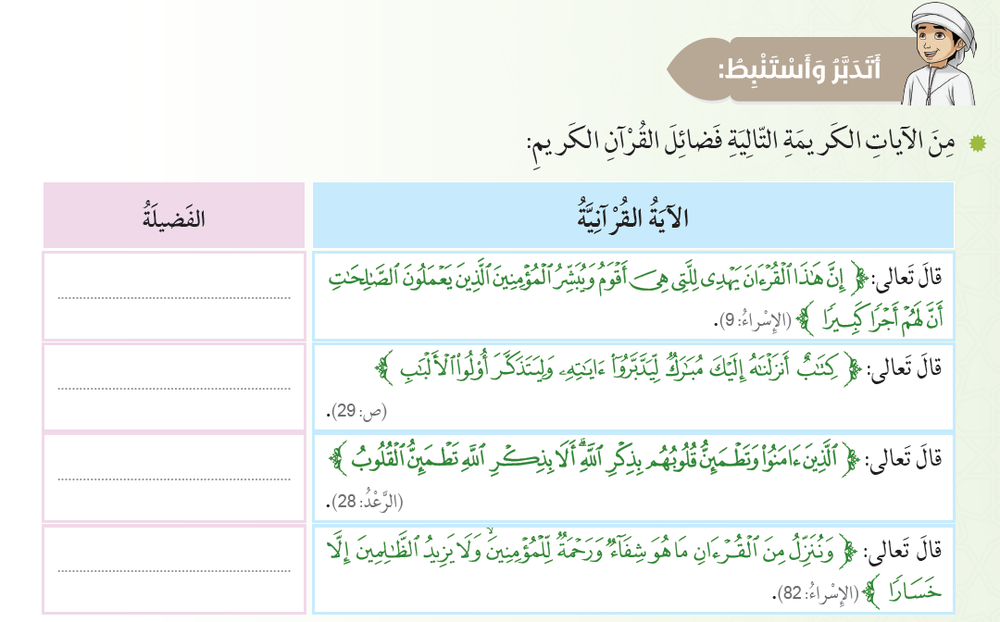 أَتَدَبَّرُ وَأَسْتَنْبِطُ:
مِنَ الآياتِ الكَريمَةِ التّالِيَةِ فَضائِلَ القُرْآنِ الكَريمِ:
الآيَةُ القُرْآنِيَّةُ
الفَضيلَةُ
قالَ تَعالى: ﴿ إِنَّ هَٰذَا ٱلْقُرْءَانَ يَهْدِى لِلَّتِى هِىَ أَقْوَمُ وَيُبَشِّرُ ٱلْمُؤْمِنِينَ ٱلَّذِينَ يَعْمَلُونَ ٱلصَّٰلِحَٰتِ
أَنَّ لَهُمْ أَجْرًا كَبِيرًا ﴾ (الإِسْراءُ: 9).
قالَ تَعالى: ﴿ كِتَٰبٌ أَنزَلْنَٰهُ إِلَيْكَ مُبَٰرَكٌ لِّيَدَّبَّرُوٓا۟ ءَايَٰتِهِۦ وَلِيَتَذَكَّرَ أُو۟لُوا۟ ٱلْأَلْبَٰبِ ﴾
(ص: 29).
قالَ تَعالى: ﴿ ٱلَّذِينَ ءَامَنُوا۟ وَتَطْمَئِنُّ قُلُوبُهُم بِذِكْرِ ٱللَّهِ ۗ أَلَا بِذِكْرِ ٱللَّهِ تَطْمَئِنُّ ٱلْقُلُوبُ ﴾
(الرَّعْدُ: 28).
قالَ تَعالى: ﴿ وَنُنَزِّلُ مِنَ ٱلْقُرْءَانِ مَا هُوَ شِفَآءٌ وَرَحْمَةٌ لِّلْمُؤْمِنِينَ ۙ وَلَا يَزِيدُ ٱلظَّٰلِمِينَ إِلَّا
خَسَارًا ﴾ (الإِسْراءُ: 82).